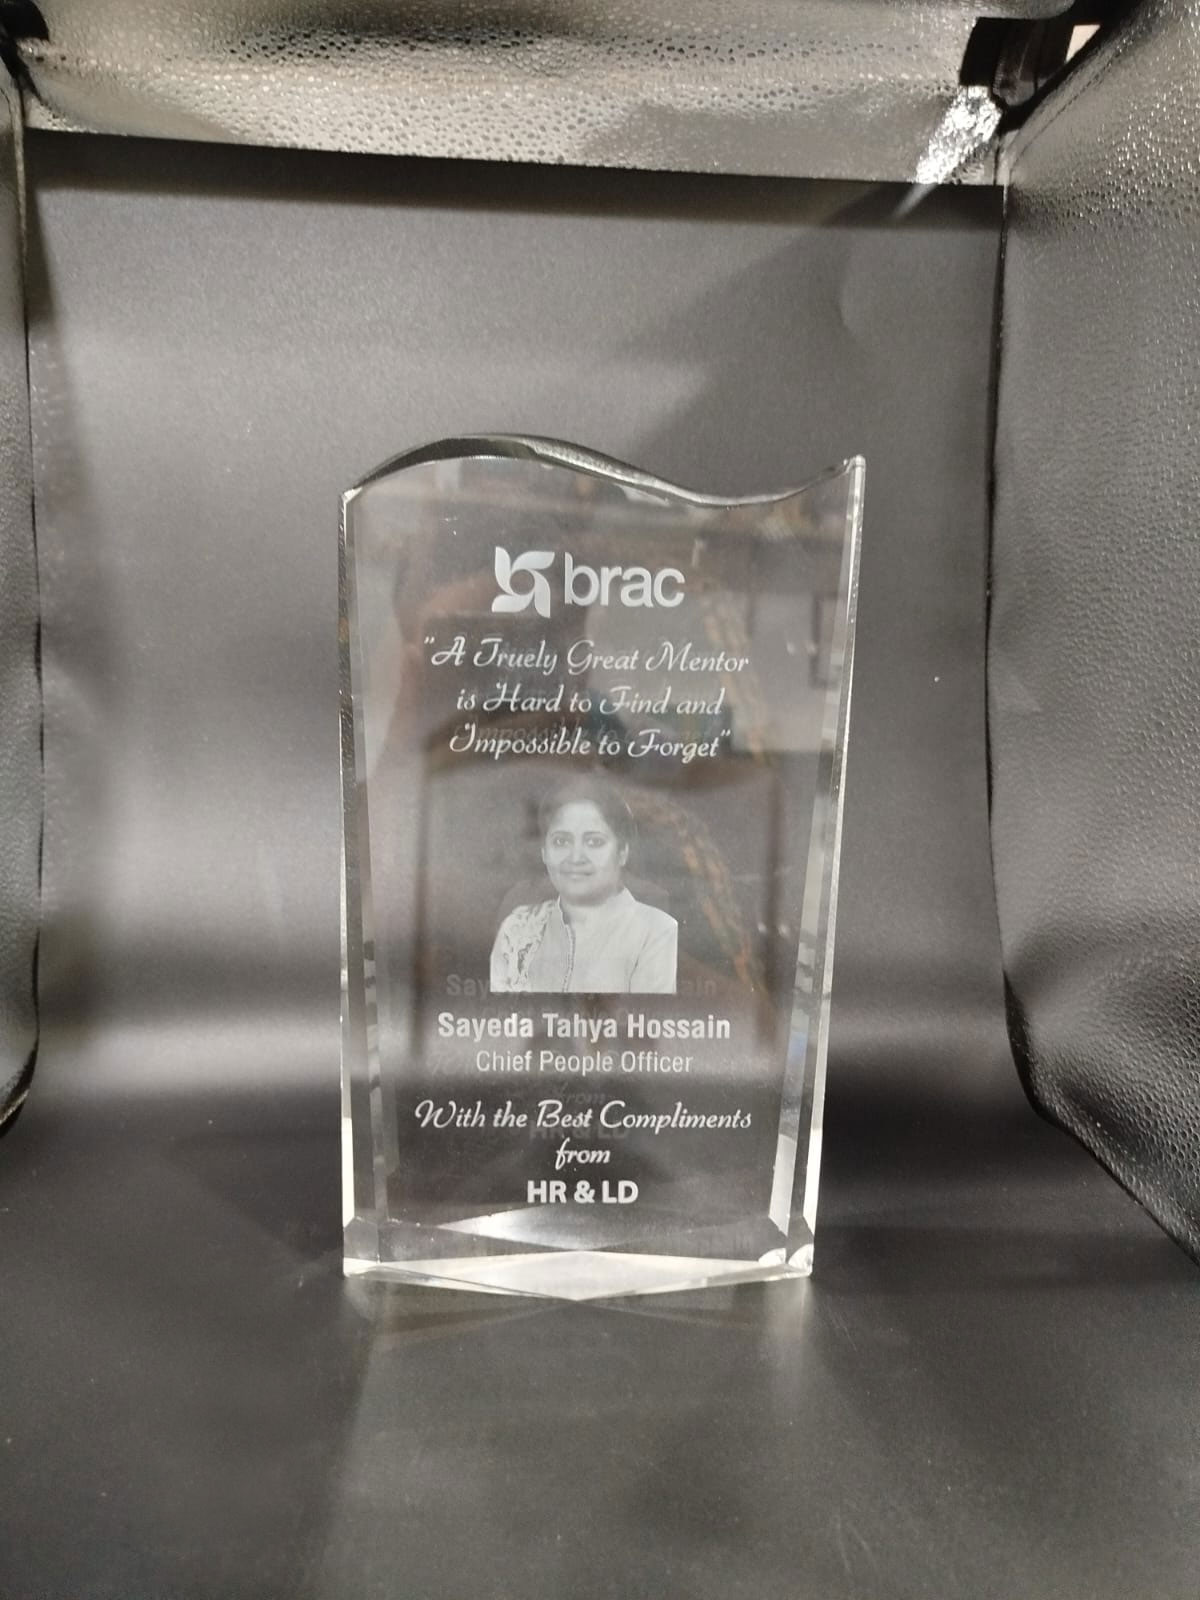 brac
"A Truely Great Mentor
is Hard to Find and
Impossible to Forget"
Sayeda Tahya Hossain
Chief People Officer
With the Best Compliments
from
HR & LD